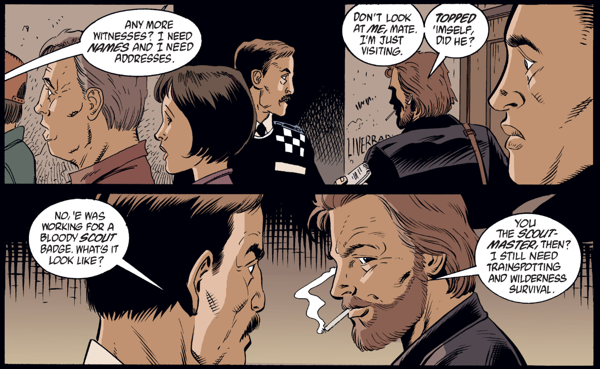 ANY MORE
WITNESSES? I NEED
NAMES AND I NEED
ADDRESSES.
DON'T LOOK
AT ME, MATE.
I'M JUST
VISITING.
TOPPED
'IMSELF,
DID HE?
LIVERBA
NO, 'E WAS
WORKING FOR A
BLOODY SCOUT
BADGE. WHAT'S IT
LOOK LIKE?
YOU
THE SCOUT-
MASTER, THEN?
I STILL NEED
TRAINSPOTTING
AND WILDERNESS
SURVIVAL.